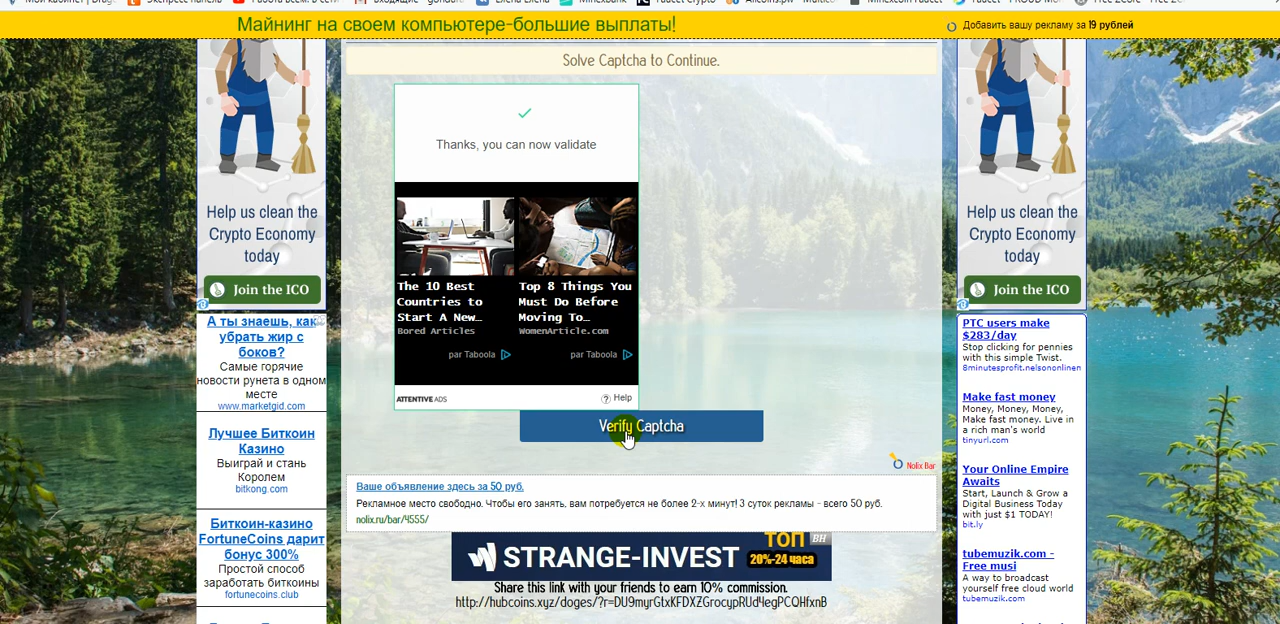 Мой кабинет | Drag
Экспресс панель
Minexbank
Майнинг на своем компьютере-большие выплаты!
Добавить вашу рекламу за 19 рублей
Solve Captcha to Continue.
Help us clean the
Crypto Economy
today
Join the ICO
А ты знаешь, как
убрать жир с
боков?
Самые горячие
новости рунета в одном
месте
www.marketgid.com
Лучшее Биткоин
Казино
Выиграй и стань
Королем
bitkong.com
Биткоин-казино
FortuneCoins дарит
бонус 300%
Простой способ
заработать биткоины
fortunecoins.club
Thanks, you can now validate
The 10 Best
Countries to
Start A New…
Bored Articles
par Taboola
Top 8 Things You
Must Do Before
Moving To…
WomenArticle.com
par Taboola
ATTENTIVE ADS
Help
Verify Captcha
Nolix Bar
Ваше объявление здесь за 50 руб.
Рекламное место свободно. Чтобы его занять, вам потребуется не более 2-х минут! 3 суток рекламы - всего 50 руб.
nolix.ru/bar/4555/
STRANGE-INVEST
ТОП
BH
20%-24 часа
Share this link with your friends to earn 10% commission.
http://hubcoins.xyz/doges/?r=DU9myrGtxKFDXZGrocypRUd4egPCQHfxnB
Help us clean the
Crypto Economy
today
Join the ICO
PTC users make
$283/day
Stop clicking for pennies
with this simple Twist.
8minutesprofit.nelsononlinen
Make fast money
Money, Money, Money,
Make fast money. Live in
a rich man's world
tinyurl.com
Your Online Empire
Awaits
Start, Launch & Grow a
Digital Business Today
with just $1 TODAY!
bit.ly
tubemuzik.com -
Free musi
A way to broadcast
yourself free cloud world
tubemuzik.com